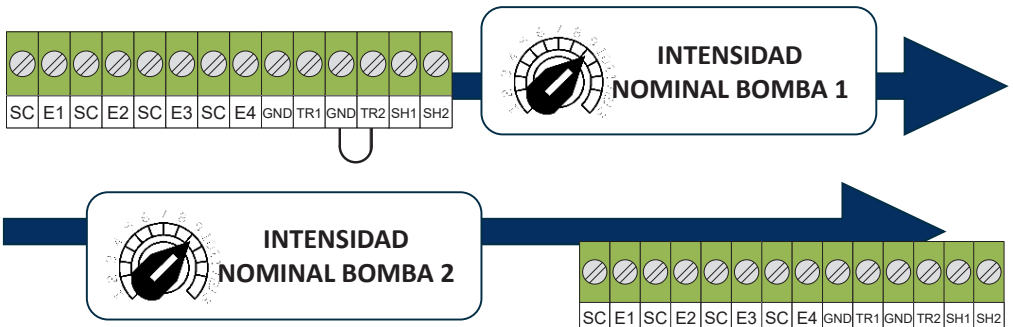 INTENSIDAD
NOMINAL BOMBA 1
SC E1 SC E2 SC E3 SC E4 GND TR1 GND TR2 SH1 SH2
INTENSIDAD
NOMINAL BOMBA 2
SC E1 SC E2 SC E3 SC E4 GND TR1 GND TR2 SH1 SH2